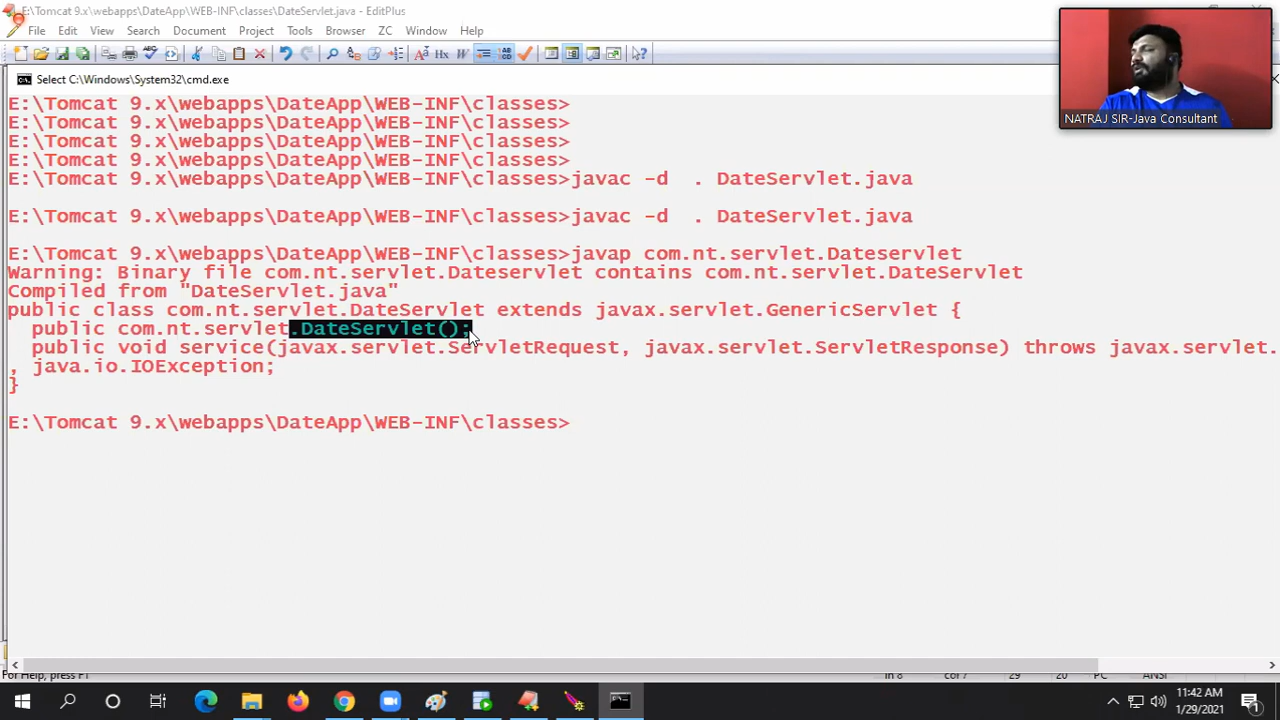 E:\Tomcat 9.x\webapps\DateApp\WEB-INF\classes\DateServlet.java - EditPlus
File Edit View Search Document Project Tools Browser ZC Window Help
Select C:\Windows\System32\cmd.exe
NATRAJ SIR-Java Consultant
E:\Tomcat 9.x\webapps\DateApp\WEB-INF\classes>
E:\Tomcat 9.x\webapps\DateApp\WEB-INF\classes>
E:\Tomcat 9.x\webapps\DateApp\WEB-INF\classes>
E:\Tomcat 9.x\webapps\DateApp\WEB-INF\classes>
E:\Tomcat 9.x\webapps\DateApp\WEB-INF\classes>javac -d  . DateServlet.java
E:\Tomcat 9.x\webapps\DateApp\WEB-INF\classes>javac -d  . DateServlet.java
E:\Tomcat 9.x\webapps\DateApp\WEB-INF\classes>javap com.nt.servlet.Dateservlet
Warning: Binary file com.nt.servlet.Dateservlet contains com.nt.servlet.DateServlet
Compiled from "DateServlet.java"
public class com.nt.servlet.DateServlet extends javax.servlet.GenericServlet {
  public com.nt.servlet.DateServlet();
  public void service(javax.servlet.ServletRequest, javax.servlet.ServletResponse) throws javax.servlet.
, java.io.IOException;
}
E:\Tomcat 9.x\webapps\DateApp\WEB-INF\classes>
For Help, press F1
ln 8 col 7 29 20 PC ANSI
11:42 AM
1/29/2021